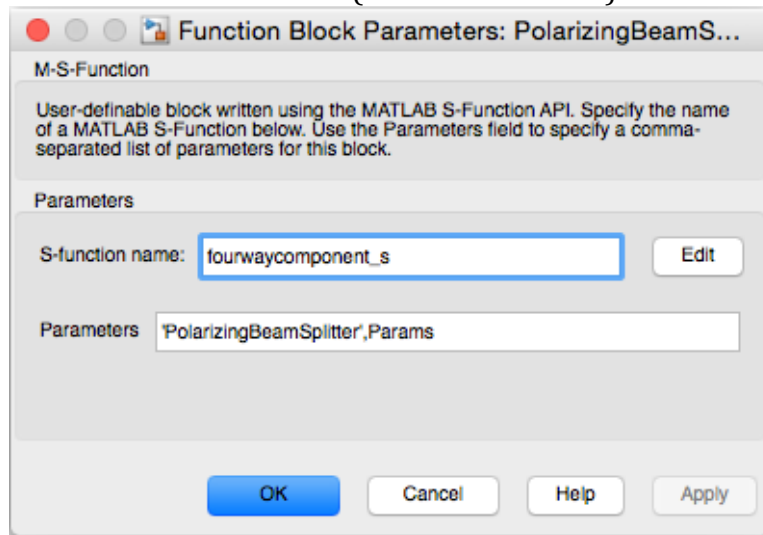 Function Block Parameters: PolarizingBeamS...
M-S-Function
User-definable block written using the MATLAB S-Function API. Specify the name
of a MATLAB S-Function below. Use the Parameters field to specify a comma-
separated list of parameters for this block.
Parameters
S-function name: fourwaycomponent_s Edit
Parameters 'PolarizingBeamSplitter',Params
OK Cancel Help Apply